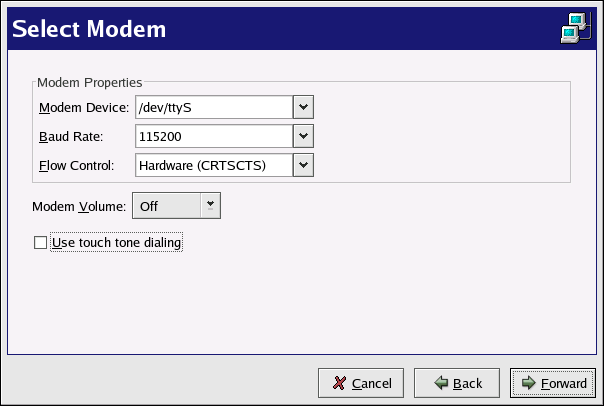 Select Modem
Modem Properties
Modem Device: /dev/ttyS
Baud Rate: 115200
Flow Control: Hardware (CRTSCTS)
Modem Volume: Off
Use touch tone dialing
Cancel Back Forward